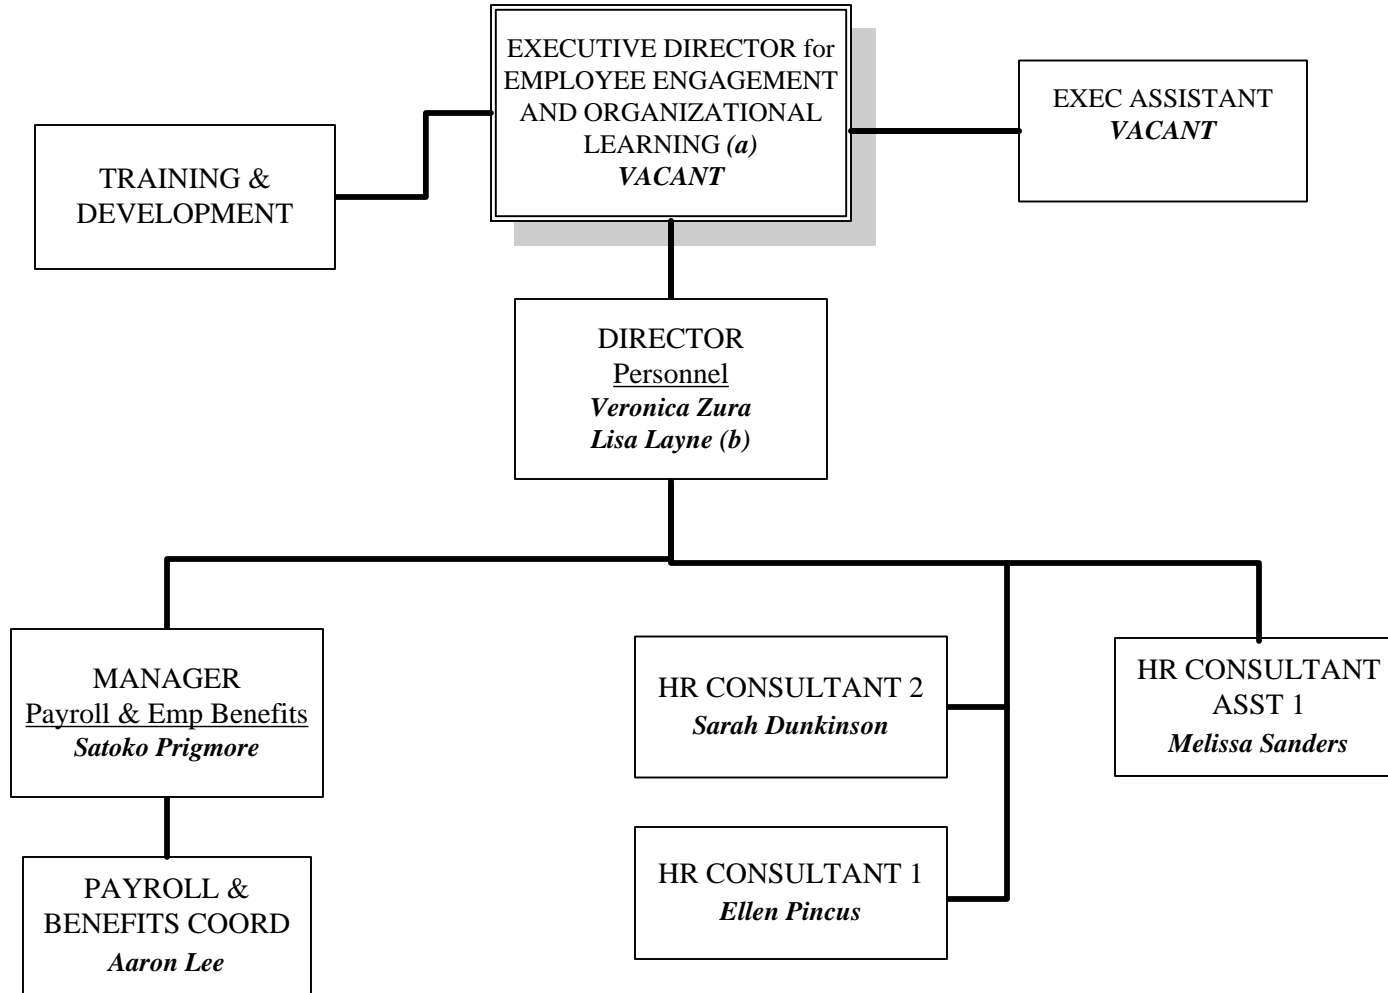 EXECUTIVE DIRECTOR for
EMPLOYEE ENGAGEMENT
AND ORGANIZATIONAL
LEARNING (a)
VACANT
EXEC ASSISTANT
VACANT
TRAINING &
DEVELOPMENT
DIRECTOR
Personnel
Veronica Zura
Lisa Layne (b)
MANAGER
Payroll & Emp Benefits
Satoko Prigmore
HR CONSULTANT 2
Sarah Dunkinson
HR CONSULTANT
ASST 1
Melissa Sanders
PAYROLL &
BENEFITS COORD
Aaron Lee
HR CONSULTANT 1
Ellen Pincus